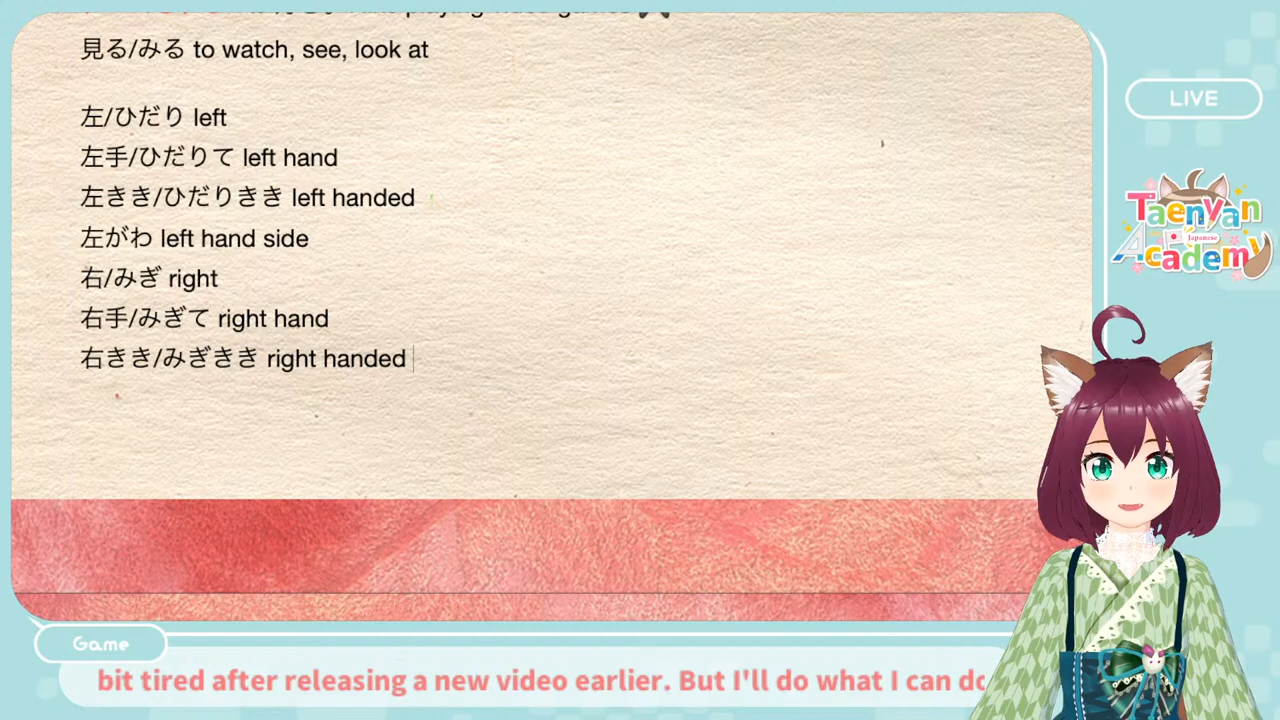 playing video games
見る/みる to watch, see, look at
左/ひだり left
左手/ひだりて left hand
左きき/ひだりきき left handed
左がわ left hand side
右/みぎ right
右手/みぎて right hand
右きき/みぎきき right handed
LIVE
Taenyan
Japanese
Academy
Game
bit tired after releasing a new video earlier. But I'll do what I can do